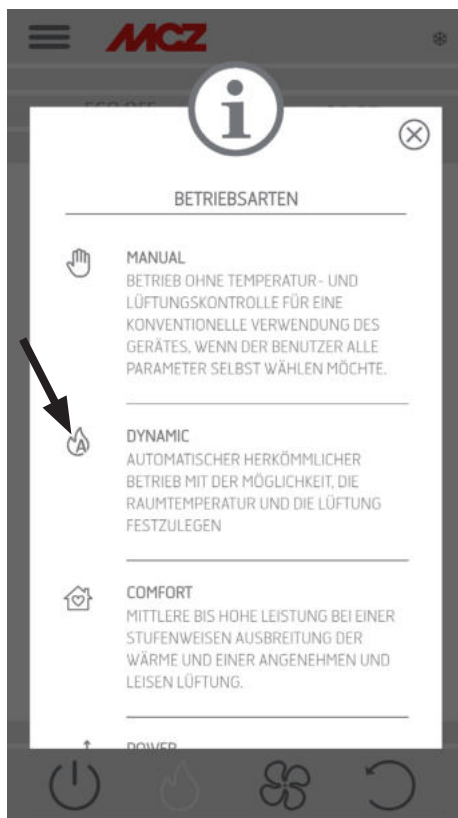 MCZ
i
BETRIEBSARTEN
MANUAL
BETRIEB OHNE TEMPERATUR- UND
LÜFTUNGSKONTROLLE FÜR EINE
KONVENTIONELLE VERWENDUNG DES
GERÄTES, WENN DER BENUTZER ALLE
PARAMETER SELBST WÄHLEN MÖCHTE.
A
DYNAMIC
AUTOMATISCHER HERKÖMMLICHER
BETRIEB MIT DER MÖGLICHKEIT, DIE
RAUMTEMPERATUR UND DIE LÜFTUNG
FESTZULEGEN
COMFORT
MITTLERE BIS HOHE LEISTUNG BEI EINER
STUFENWEISEN AUSBREITUNG DER
WÄRME UND EINER ANGENEHMEN UND
LEISEN LÜFTUNG.
POWER